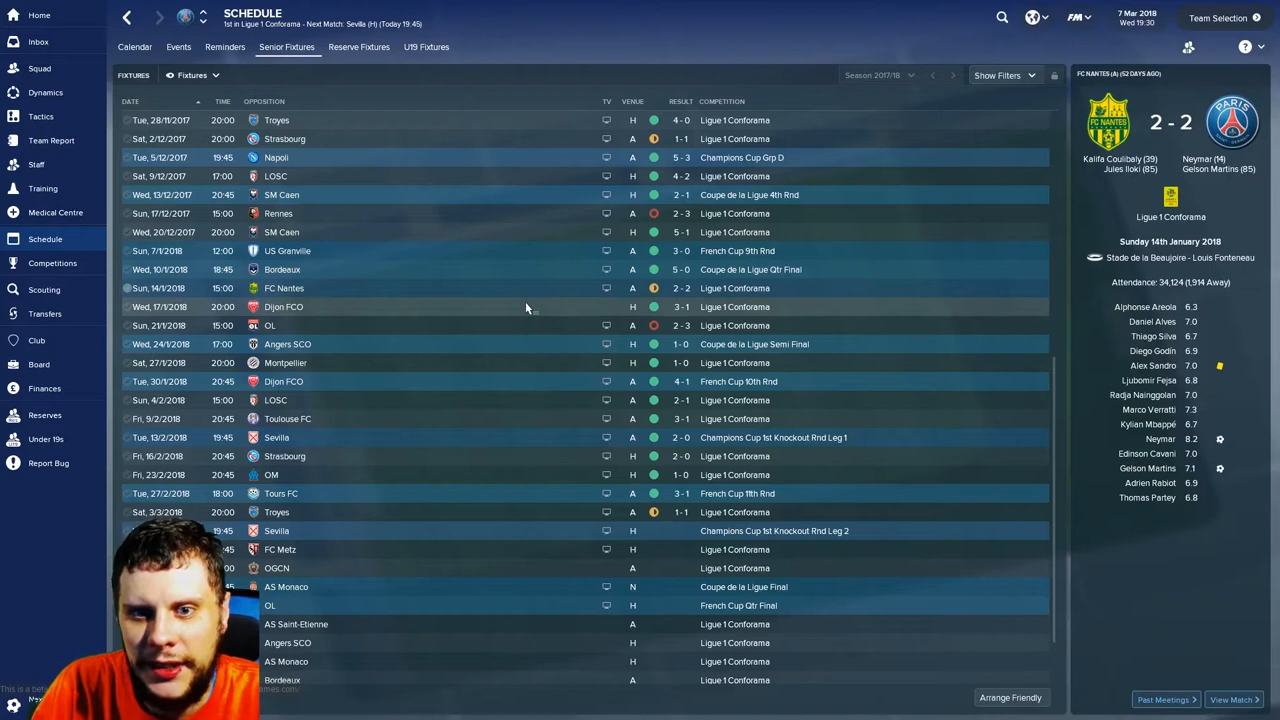 Home
Inbox
Squad
Dynamics
Tactics
Team Report
Staff
Training
Medical Centre
Schedule
Competitions
Scouting
Transfers
Club
Board
Finances
Reserves
Under 19s
Report Bug
SCHEDULE
1st in Ligue 1 Conforama - Next Match: Sevilla (H) (Today 19:45)
FM
7 Mar 2018
Wed 19:30
Team Selection
Calendar Events Reminders Senior Fixtures Reserve Fixtures U19 Fixtures
?
FIXTURES Fixtures Season 2017/18 Show Filters
DATE TIME OPPOSITION TV VENUE RESULT COMPETITION
Tue, 28/11/2017 20:00 Troyes H 4 - 0 Ligue 1 Conforama
Sat, 2/12/2017 20:00 Strasbourg A 1 - 1 Ligue 1 Conforama
Tue, 5/12/2017 19:45 Napoli A 5 - 3 Champions Cup Grp D
Sat, 9/12/2017 17:00 LOSC H 4 - 2 Ligue 1 Conforama
Wed, 13/12/2017 20:45 SM Caen H 2 - 1 Coupe de la Ligue 4th Rnd
Sun, 17/12/2017 15:00 Rennes A 2 - 3 Ligue 1 Conforama
Wed, 20/12/2017 20:00 SM Caen H 5 - 1 Ligue 1 Conforama
Sun, 7/1/2018 12:00 US Granville A 3 - 0 French Cup 9th Rnd
Wed, 10/1/2018 18:45 Bordeaux A 5 - 0 Coupe de la Ligue Qtr Final
Sun, 14/1/2018 15:00 FC Nantes A 2 - 2 Ligue 1 Conforama
Wed, 17/1/2018 20:00 Dijon FCO H 3 - 1 Ligue 1 Conforama
Sun, 21/1/2018 15:00 OL A 2 - 3 Ligue 1 Conforama
Wed, 24/1/2018 17:00 Angers SCO H 1 - 0 Coupe de la Ligue Semi Final
Sat, 27/1/2018 20:00 Montpellier H 1 - 0 Ligue 1 Conforama
Tue, 30/1/2018 20:45 Dijon FCO A 4 - 1 French Cup 10th Rnd
Sun, 4/2/2018 15:00 LOSC A 2 - 1 Ligue 1 Conforama
Fri, 9/2/2018 20:45 Toulouse FC A 3 - 1 Ligue 1 Conforama
Tue, 13/2/2018 19:45 Sevilla A 2 - 0 Champions Cup 1st Knockout Rnd Leg 1
Fri, 16/2/2018 20:45 Strasbourg H 2 - 0 Ligue 1 Conforama
Fri, 23/2/2018 20:45 OM H 1 - 0 Ligue 1 Conforama
Tue, 27/2/2018 18:00 Tours FC A 3 - 1 French Cup 11th Rnd
Sat, 3/3/2018 20:00 Troyes A 1 - 1 Ligue 1 Conforama
19:45 Sevilla H Champions Cup 1st Knockout Rnd Leg 2
FC Metz H Ligue 1 Conforama
OGCN A Ligue 1 Conforama
AS Monaco N Coupe de la Ligue Final
OL H French Cup Qtr Final
AS Saint-Etienne A Ligue 1 Conforama
Angers SCO H Ligue 1 Conforama
AS Monaco H Ligue 1 Conforama
Bordeaux A Ligue 1 Conforama
Arrange Friendly
This is a beta
games.com/
FC NANTES (A) (52 DAYS AGO)
2 - 2
Kalifa Coulibaly (39) Neymar (14)
Jules Iloki (85) Gelson Martins (85)
Ligue 1 Conforama
Sunday 14th January 2018
Stade de la Beaujoire - Louis Fonteneau
Attendance: 34,124 (1,914 Away)
Alphonse Areola 6.3
Daniel Alves 7.0
Thiago Silva 6.7
Diego Godín 6.9
Alex Sandro 7.0
Ljubomir Fejsa 6.8
Radja Nainggolan 7.0
Marco Verratti 7.3
Kylian Mbappé 6.7
Neymar 8.2
Edinson Cavani 7.0
Gelson Martins 7.1
Adrien Rabiot 6.9
Thomas Partey 6.8
Past Meetings View Match